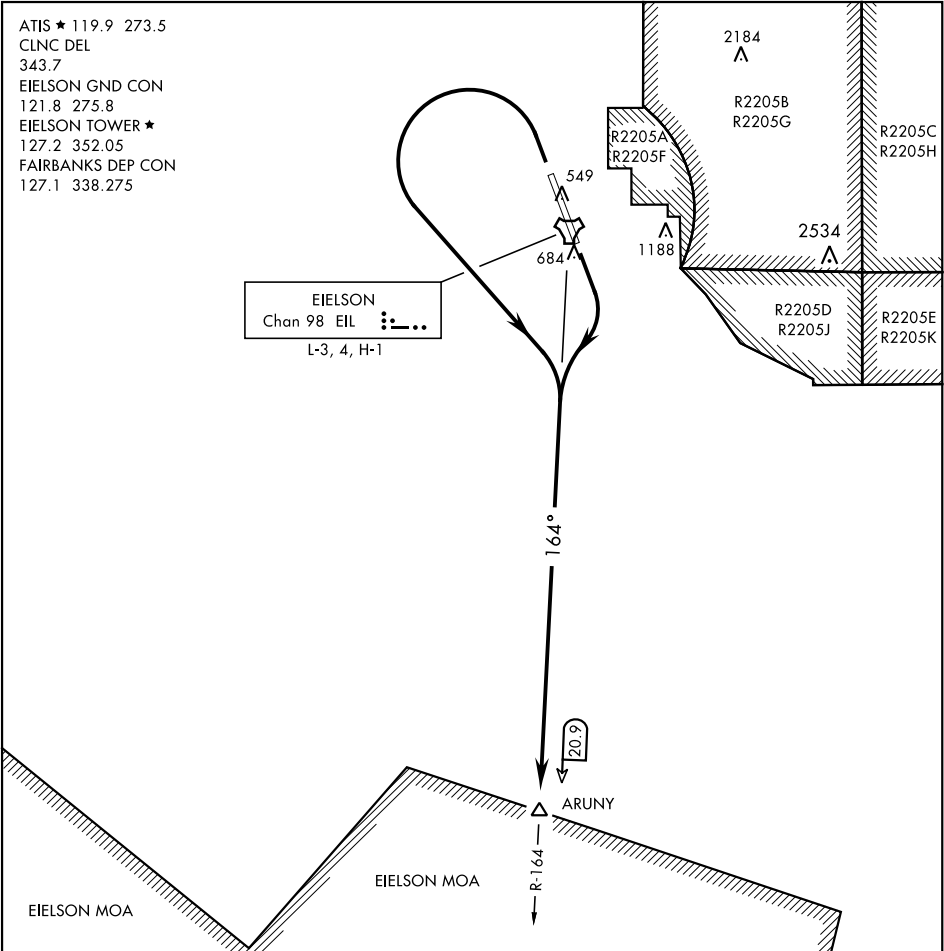 ATIS ★ 119.9 273.5
CLNC DEL
343.7
EIELSON GND CON
121.8 275.8
EIELSON TOWER ★
127.2 352.05
FAIRBANKS DEP CON
127.1 338.275
2184
R2205B
R2205G
R2205C
R2205H
R2205A
R2205F
549
684
1188
2534
R2205D
R2205J
R2205E
R2205K
EIELSON
Chan 98 EIL
L-3, 4, H-1
164°
20.9
ARUNY
R-164
EIELSON MOA
EIELSON MOA